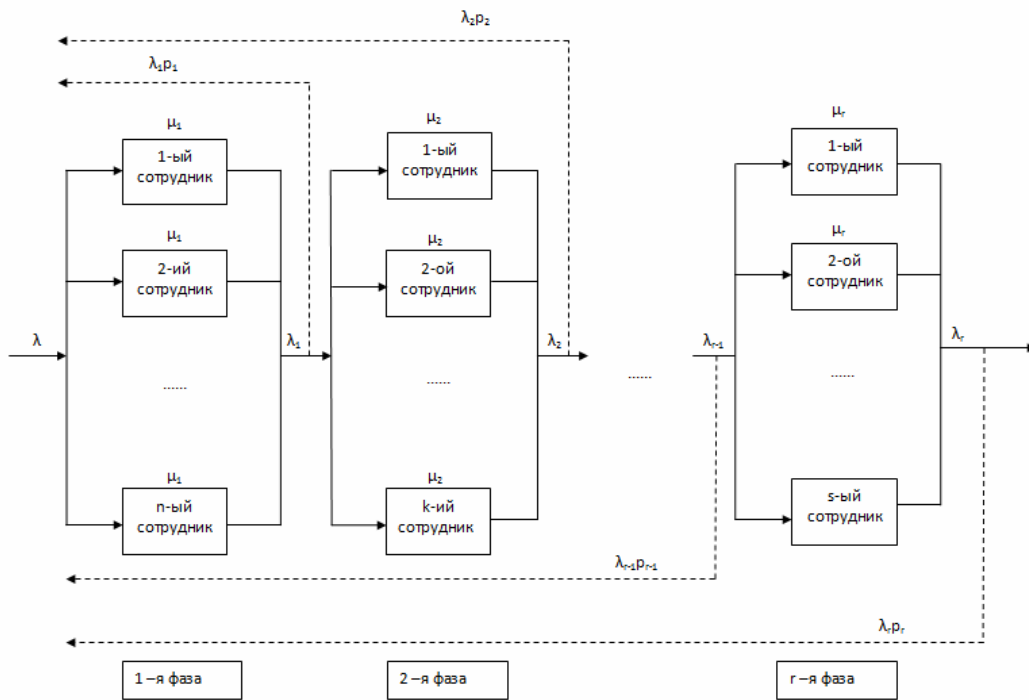 λ₂p₂
λ₁p₁
μ₁
μ₂
μᵣ
1-ый
сотрудник
1-ый
сотрудник
1-ый
сотрудник
μ₁
μ₂
μᵣ
2-ий
сотрудник
2-ой
сотрудник
2-ой
сотрудник
λ
λ₁
λ₂
λᵣ₋₁
λᵣ
......
......
......
......
μ₁
μ₂
n-ый
сотрудник
k-ий
сотрудник
s-ый
сотрудник
λᵣ₋₁pᵣ₋₁
λᵣpᵣ
1 –я фаза
2 –я фаза
r –я фаза